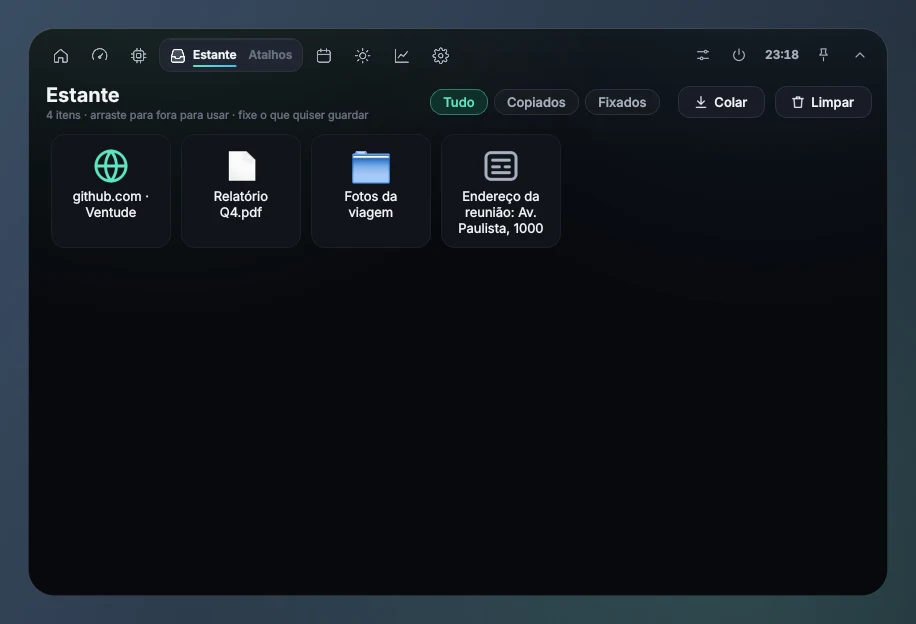 Estante Atalhos 23:18
Estante
4 itens · arraste para fora para usar · fixe o que quiser guardar
Tudo Copiados Fixados Colar Limpar
github.com ·
Ventude
Relatório
Q4.pdf
Fotos da
viagem
Endereço da
reunião: Av.
Paulista, 1000